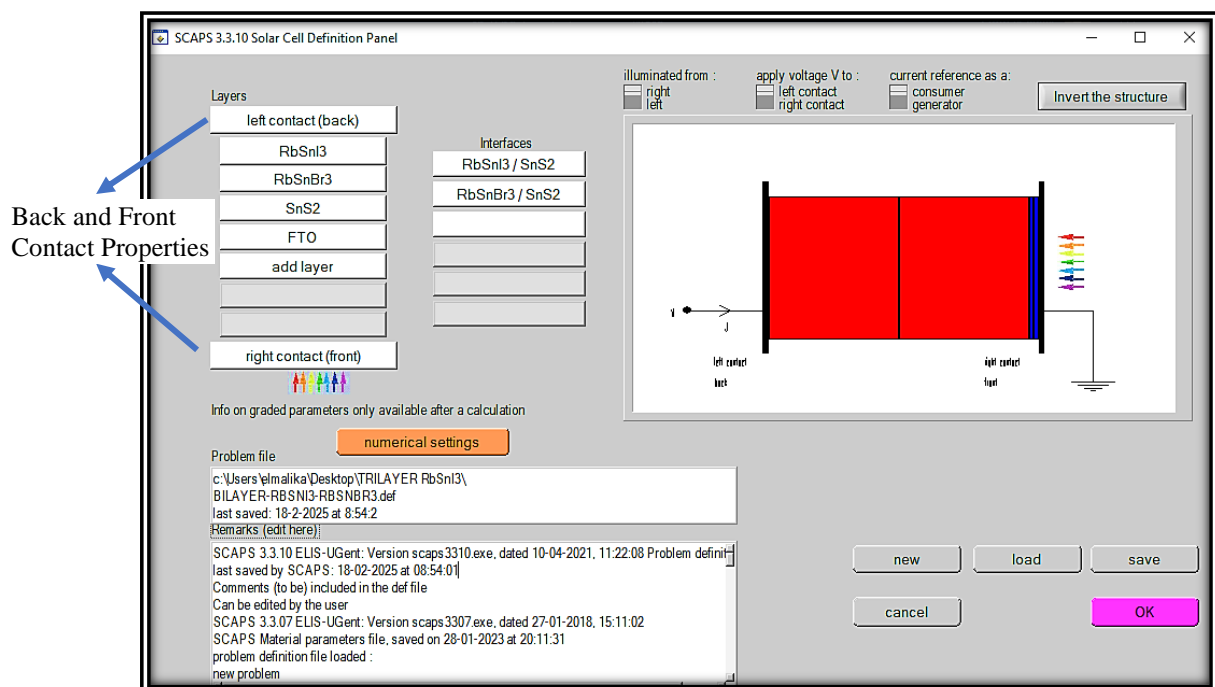 SCAPS 3.3.10 Solar Cell Definition Panel
illuminated from :
right
left
apply voltage V to :
left contact
right contact
current reference as a:
consumer
generator
Invert the structure
Layers
left contact (back)
RbSnI3
RbSnBr3
SnS2
FTO
add layer
right contact (front)
Interfaces
RbSnI3 / SnS2
RbSnBr3 / SnS2
Back and Front
Contact Properties
V
J
left contact
back
right contact
front
Info on graded parameters only available after a calculation
numerical settings
Problem file
c:\Users\elmalika\Desktop\TRILAYER RbSnI3\
BILAYER-RBSNI3-RBSNBR3.def
last saved: 18-2-2025 at 8:54:2
Remarks (edit here)
SCAPS 3.3.10 ELIS-UGent: Version scaps3310.exe, dated 10-04-2021, 11:22:08 Problem definit
last saved by SCAPS: 18-02-2025 at 08:54:01
Comments (to be) included in the def file
Can be edited by the user
SCAPS 3.3.07 ELIS-UGent: Version scaps3307.exe, dated 27-01-2018, 15:11:02
SCAPS Material parameters file, saved on 28-01-2023 at 20:11:31
problem definition file loaded :
new problem
new
load
save
cancel
OK